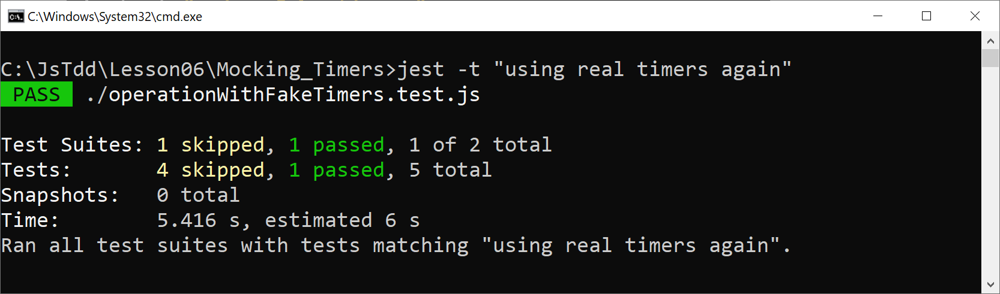 C:\Windows\System32\cmd.exe
C:\JsTdd\Lesson06\Mocking_Timers>jest -t "using real timers again"
PASS ./operationWithFakeTimers.test.js
Test Suites: 1 skipped, 1 passed, 1 of 2 total
Tests:       4 skipped, 1 passed, 5 total
Snapshots:   0 total
Time:        5.416 s, estimated 6 s
Ran all test suites with tests matching "using real timers again".